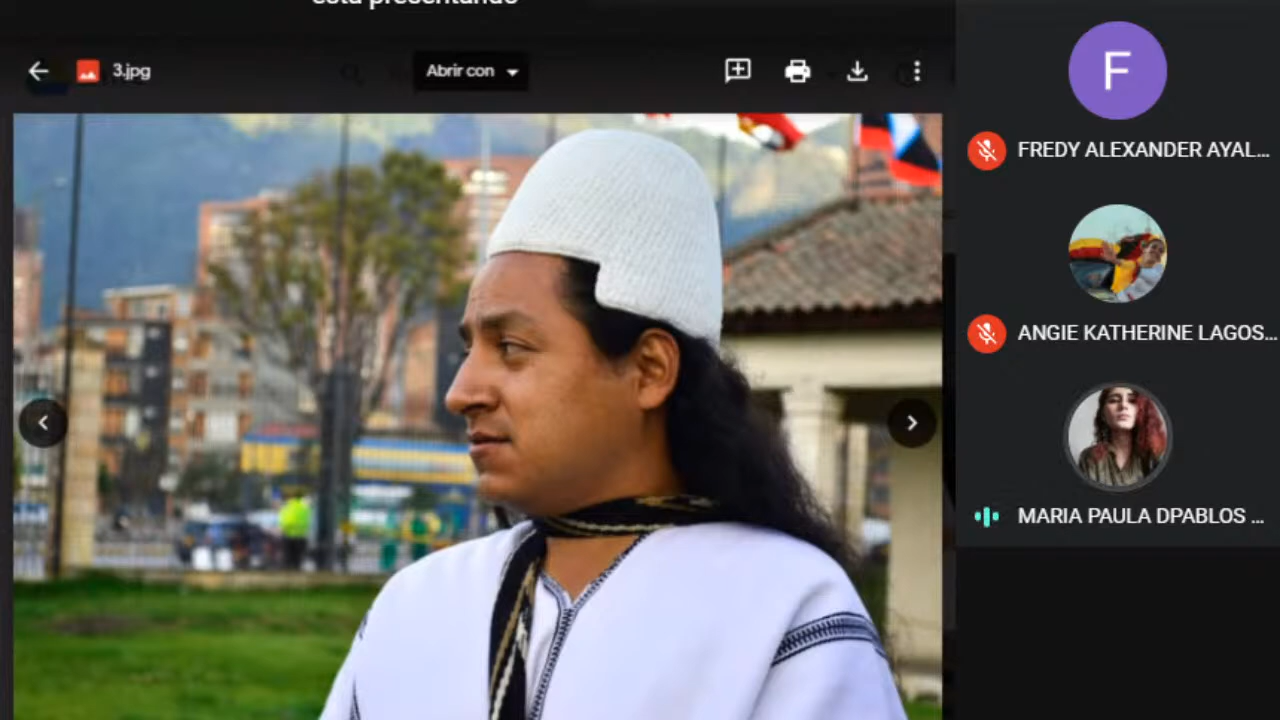 está presentando
3.jpg
Abrir con
F
FREDY ALEXANDER AYAL...
ANGIE KATHERINE LAGOS...
MARIA PAULA DPABLOS ...